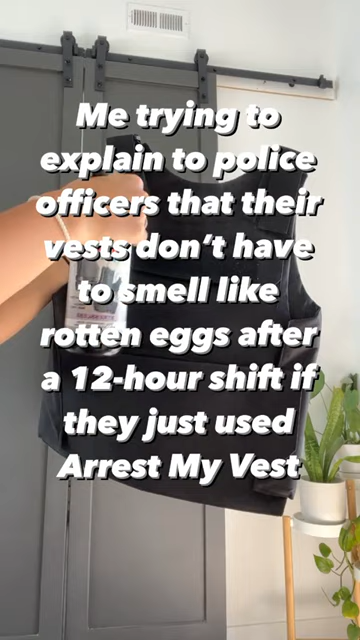 Me trying to
explain to police
officers that their
vests don't have
to smell like
rotten eggs after
a 12-hour shift if
they just used
Arrest My Vest